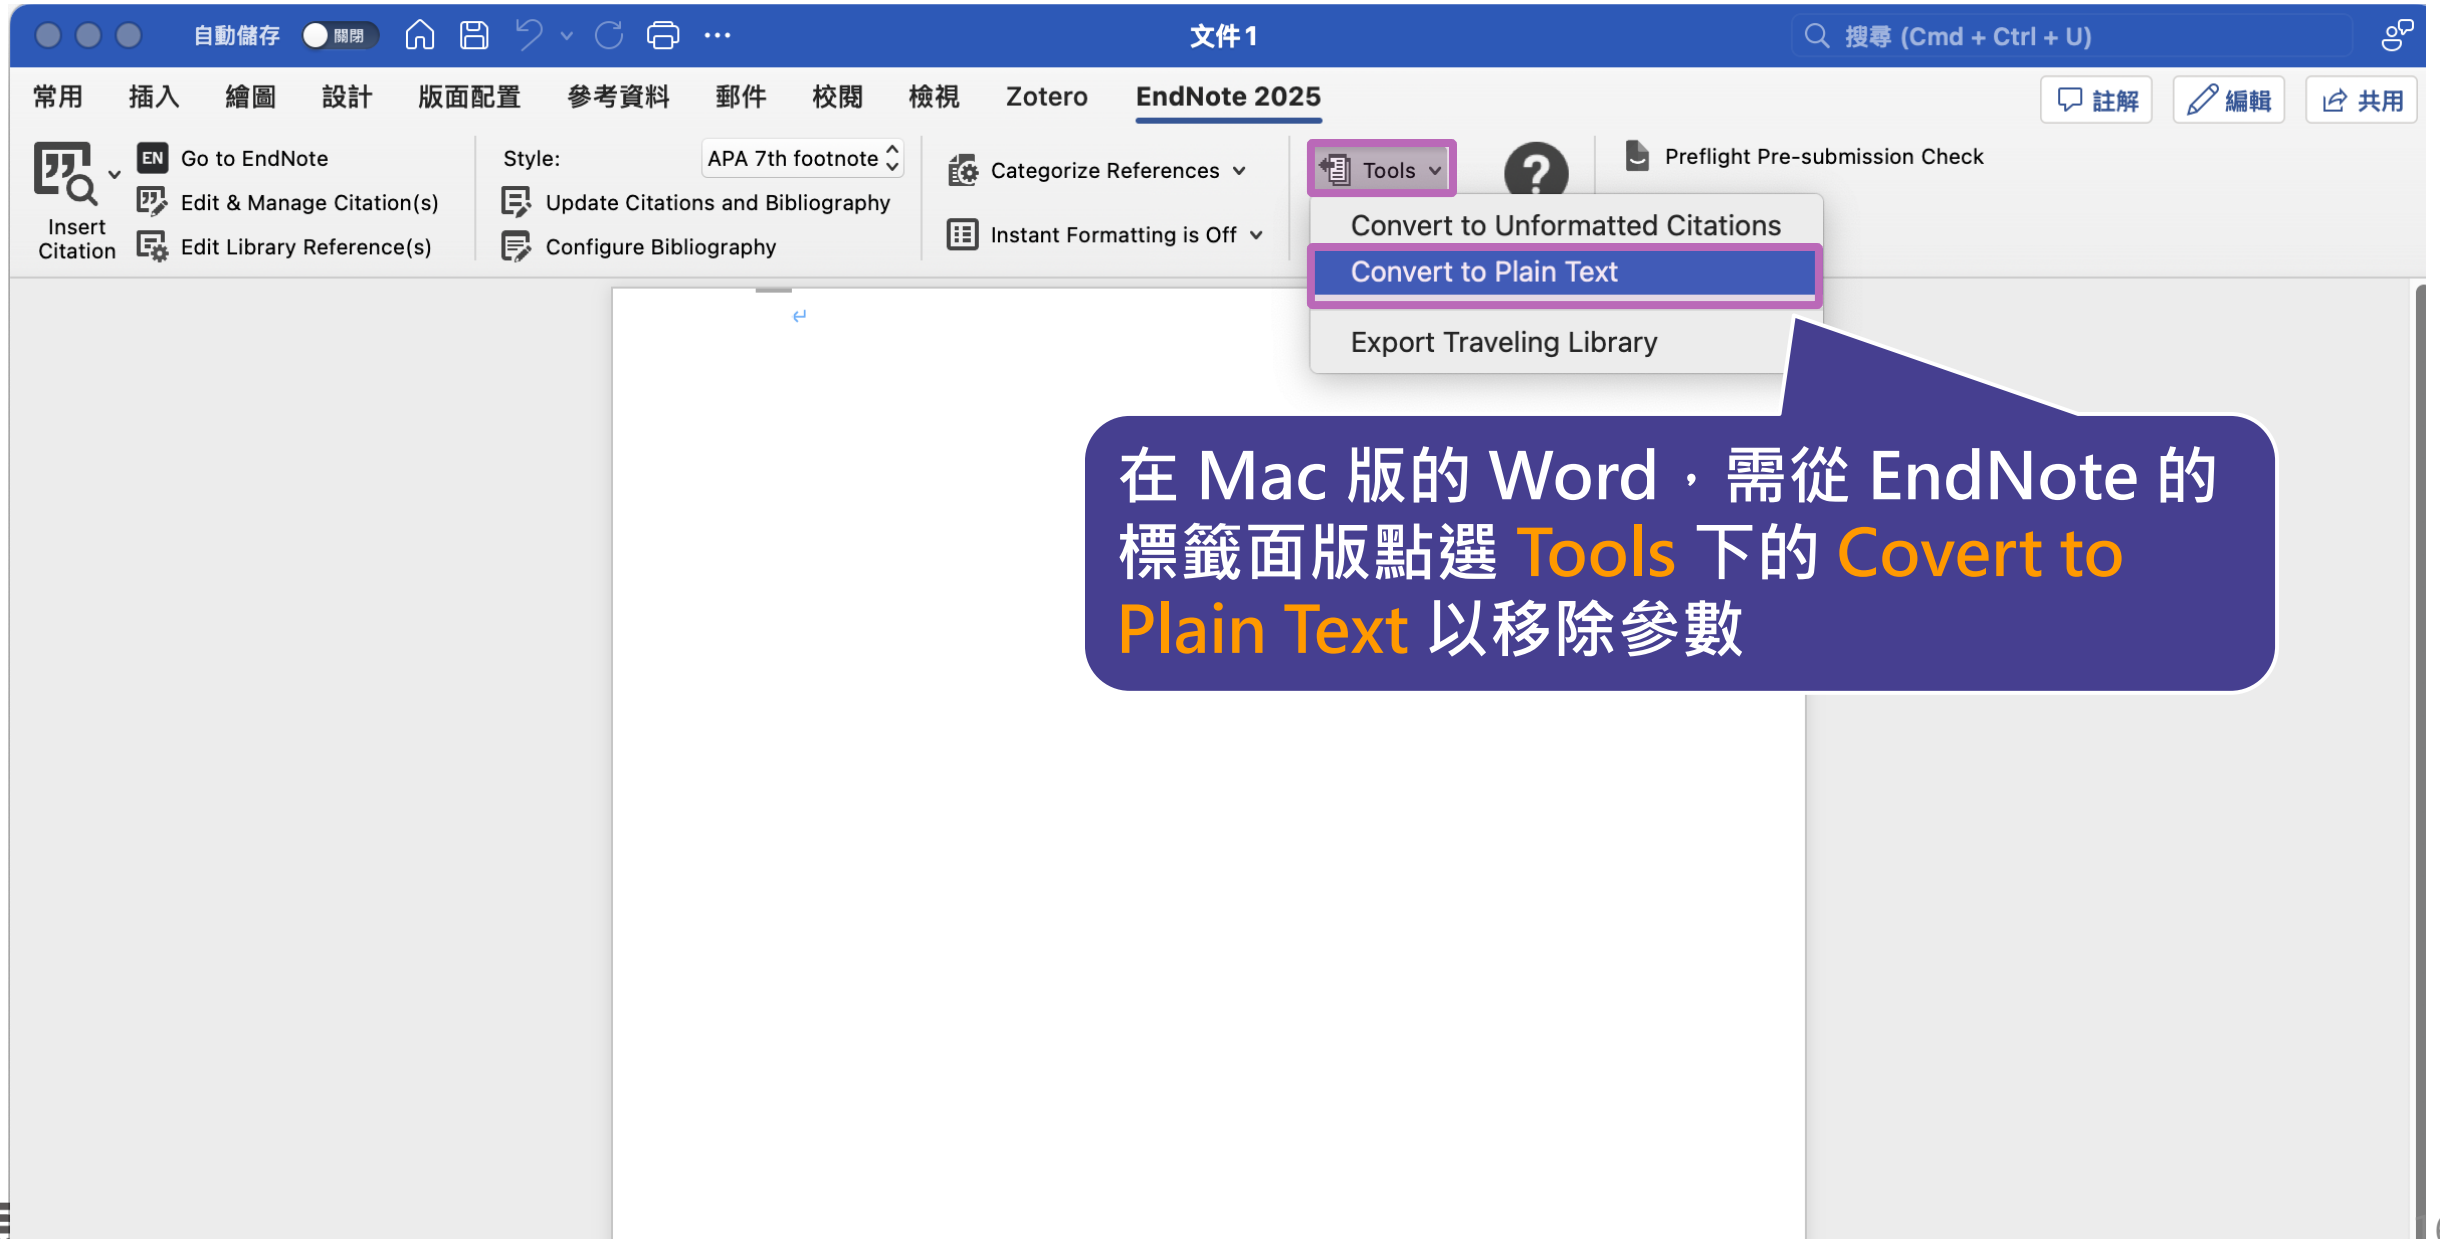 自動儲存 關閉 文件1 搜尋 (Cmd + Ctrl + U)
常用 插入 繪圖 設計 版面配置 參考資料 郵件 校閱 檢視 Zotero EndNote 2025 註解 編輯 共用
Insert Citation
EN Go to EndNote
Edit & Manage Citation(s)
Edit Library Reference(s)
Style: APA 7th footnote
Update Citations and Bibliography
Configure Bibliography
Categorize References
Instant Formatting is Off
Tools
Preflight Pre-submission Check
Convert to Unformatted Citations
Convert to Plain Text
Export Traveling Library
在 Mac 版的 Word，需從 EndNote 的
標籤面版點選 Tools 下的 Covert to
Plain Text 以移除參數